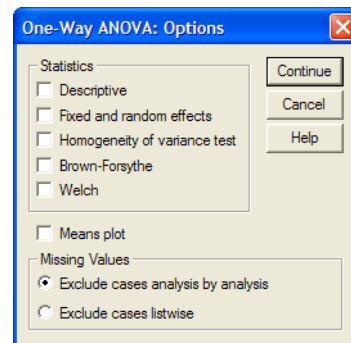 One-Way ANOVA: Options
Statistics
Descriptive
Fixed and random effects
Homogeneity of variance test
Brown-Forsythe
Welch
Continue
Cancel
Help
Means plot
Missing Values
Exclude cases analysis by analysis
Exclude cases listwise